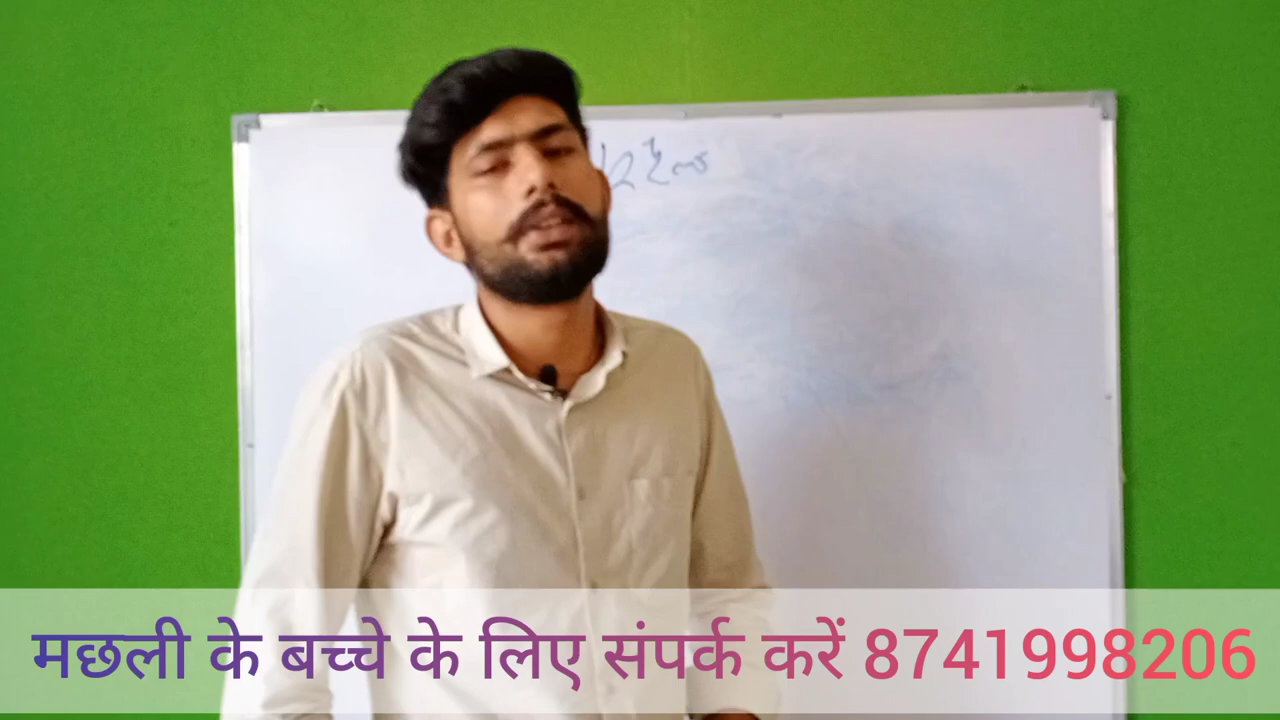 मछली के बच्चे के लिए संपर्क करें 8741998206